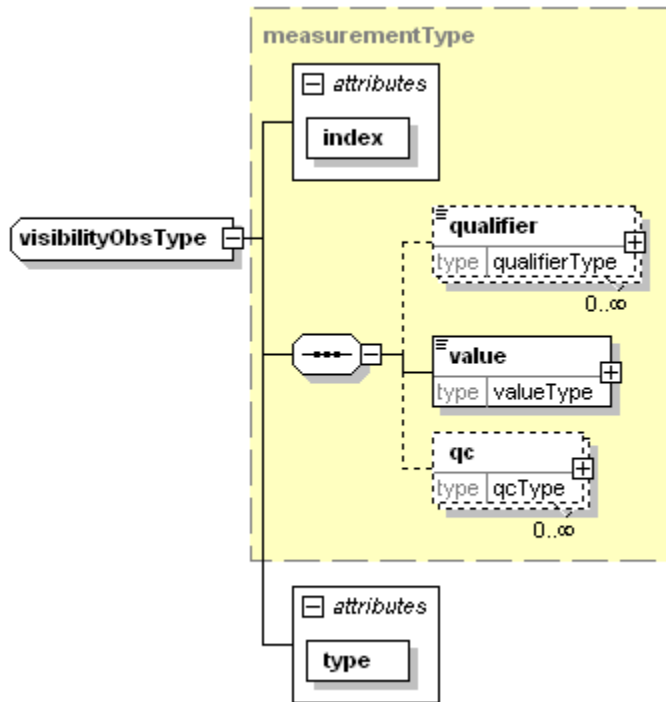 measurementType
attributes
index
visibilityObsType
qualifier
type qualifierType
0..∞
value
type valueType
qc
type qcType
0..∞
attributes
type